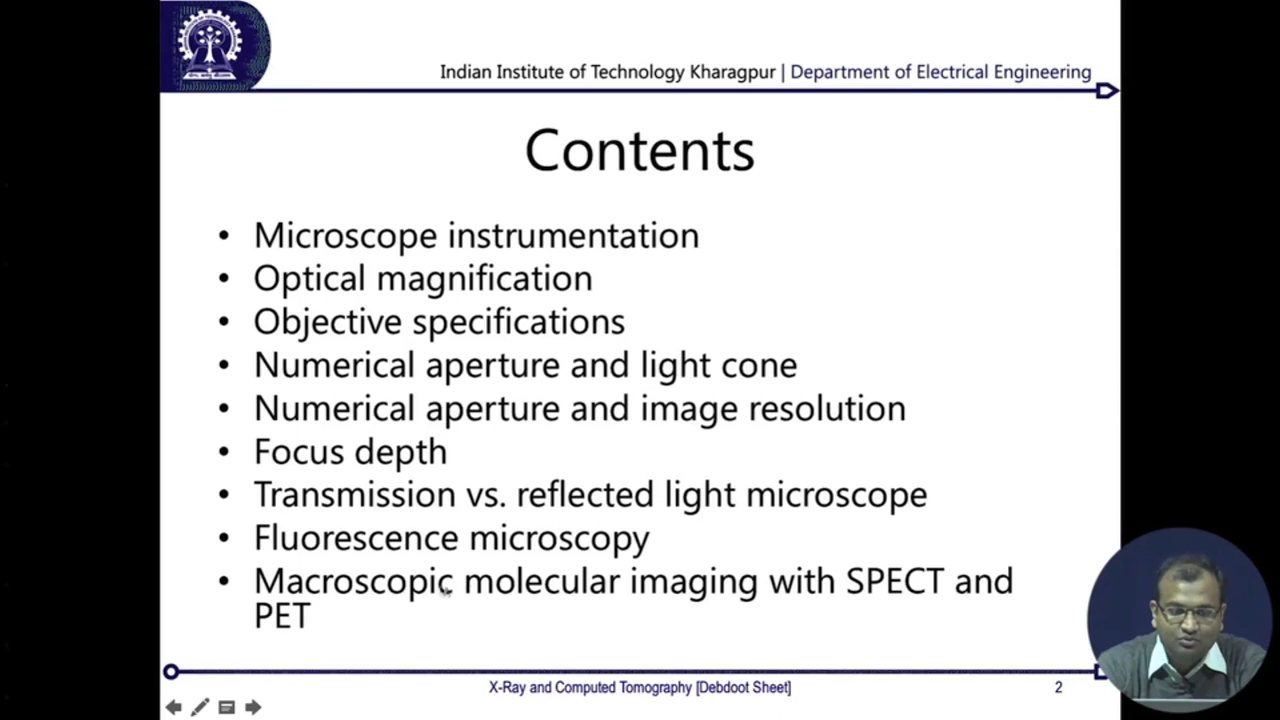 Indian Institute of Technology Kharagpur | Department of Electrical Engineering
Contents
• Microscope instrumentation
• Optical magnification
• Objective specifications
• Numerical aperture and light cone
• Numerical aperture and image resolution
• Focus depth
• Transmission vs. reflected light microscope
• Fluorescence microscopy
• Macroscopic molecular imaging with SPECT and
PET
X-Ray and Computed Tomography [Debdoot Sheet]
2